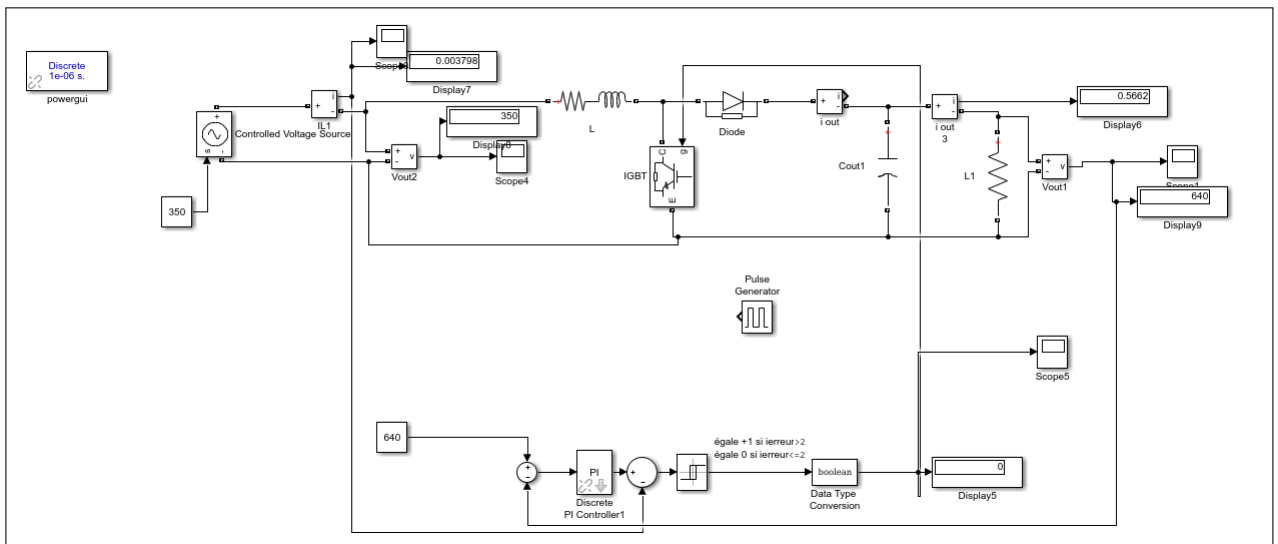 Discrete
1e-06 s.
powergui
Controlled Voltage Source
s
+
-
350
+
-
i
IL1
0.003798
Display7
+
-
v
Vout2
350
Scope4
L
IGBT
C
g
E
Diode
+
-
i
i out
Cout1
+
-
i
i out
3
0.5662
Display6
L1
+
-
v
Vout1
640
Display9
Pulse
Generator
Scope5
640
+
−
PI
Discrete
PI Controller1
+
−
égale +1 si ierreur>2
égale 0 si ierreur<=2
boolean
Data Type
Conversion
0
Display5